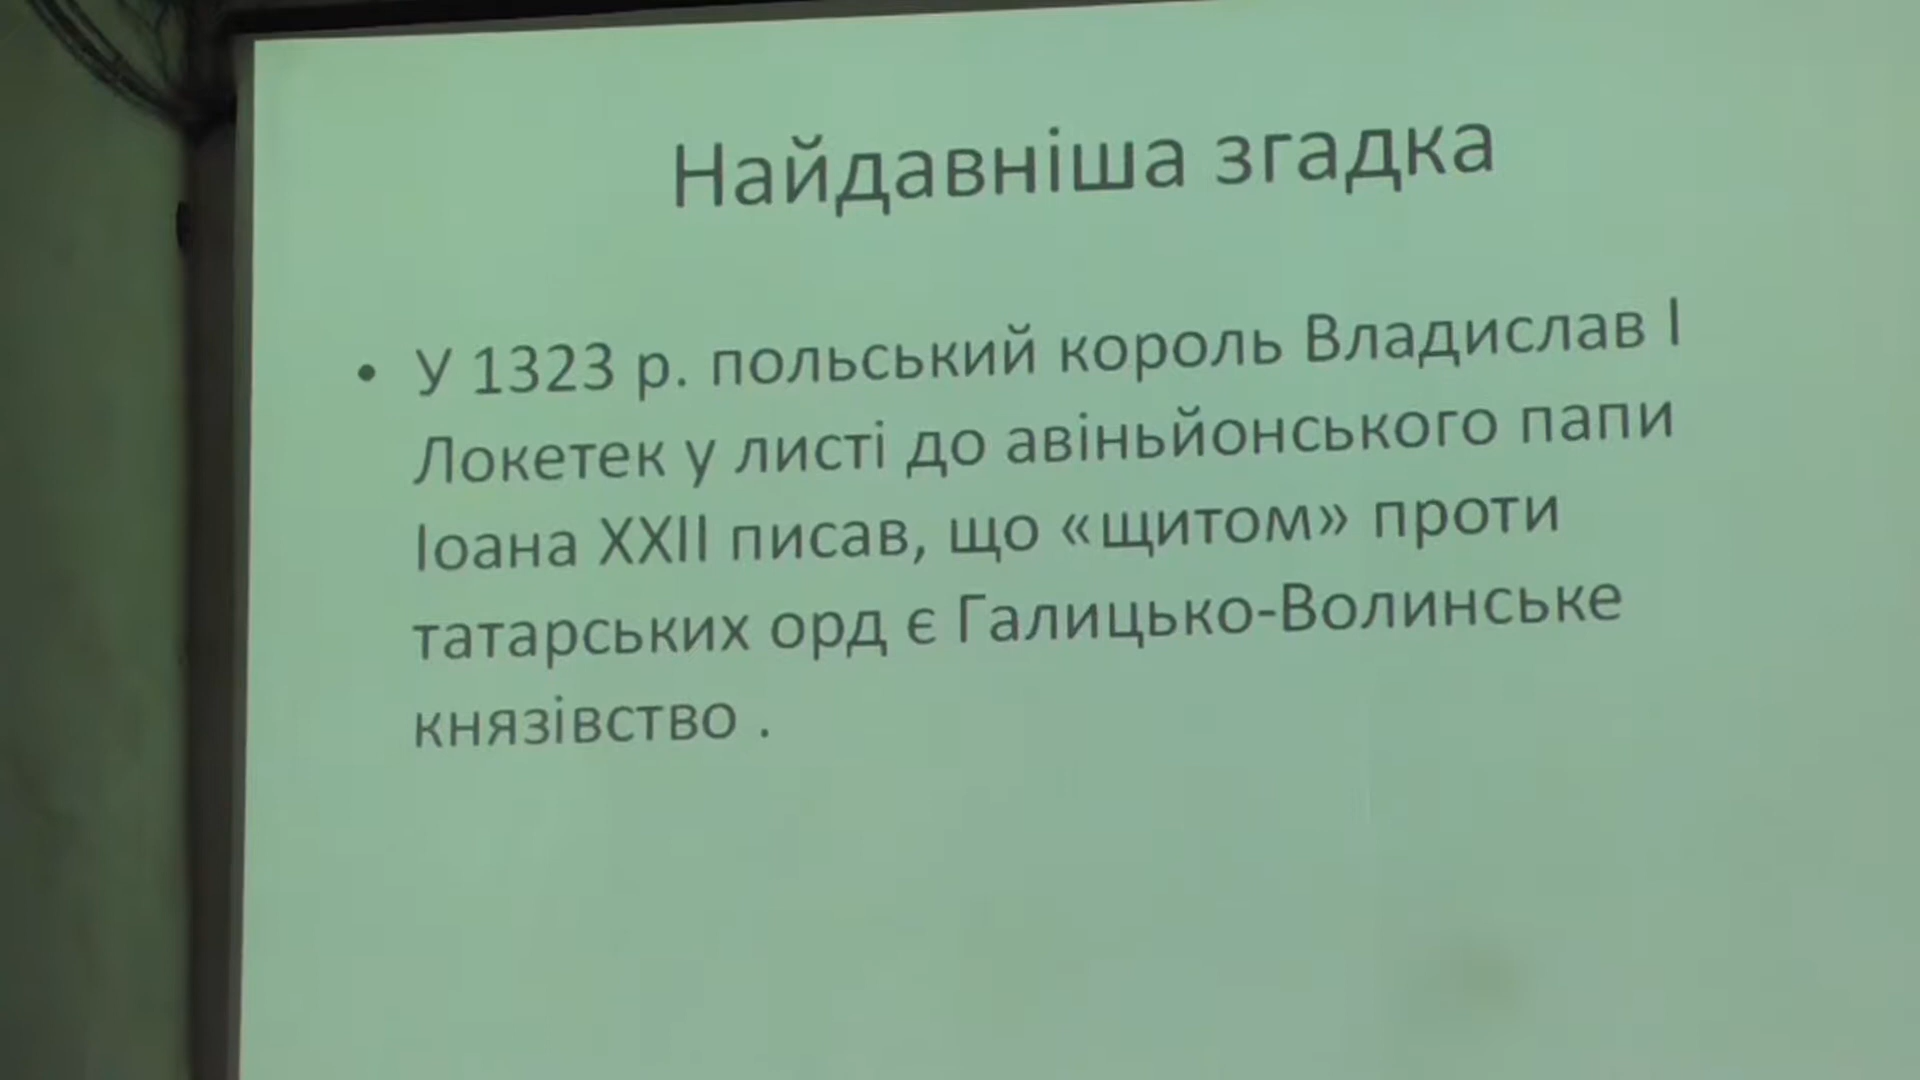 Найдавніша згадка
• У 1323 р. польський король Владислав І
Локетек у листі до авіньйонського папи
Іоана ХХІІ писав, що «щитом» проти
татарських орд є Галицько-Волинське
князівство .